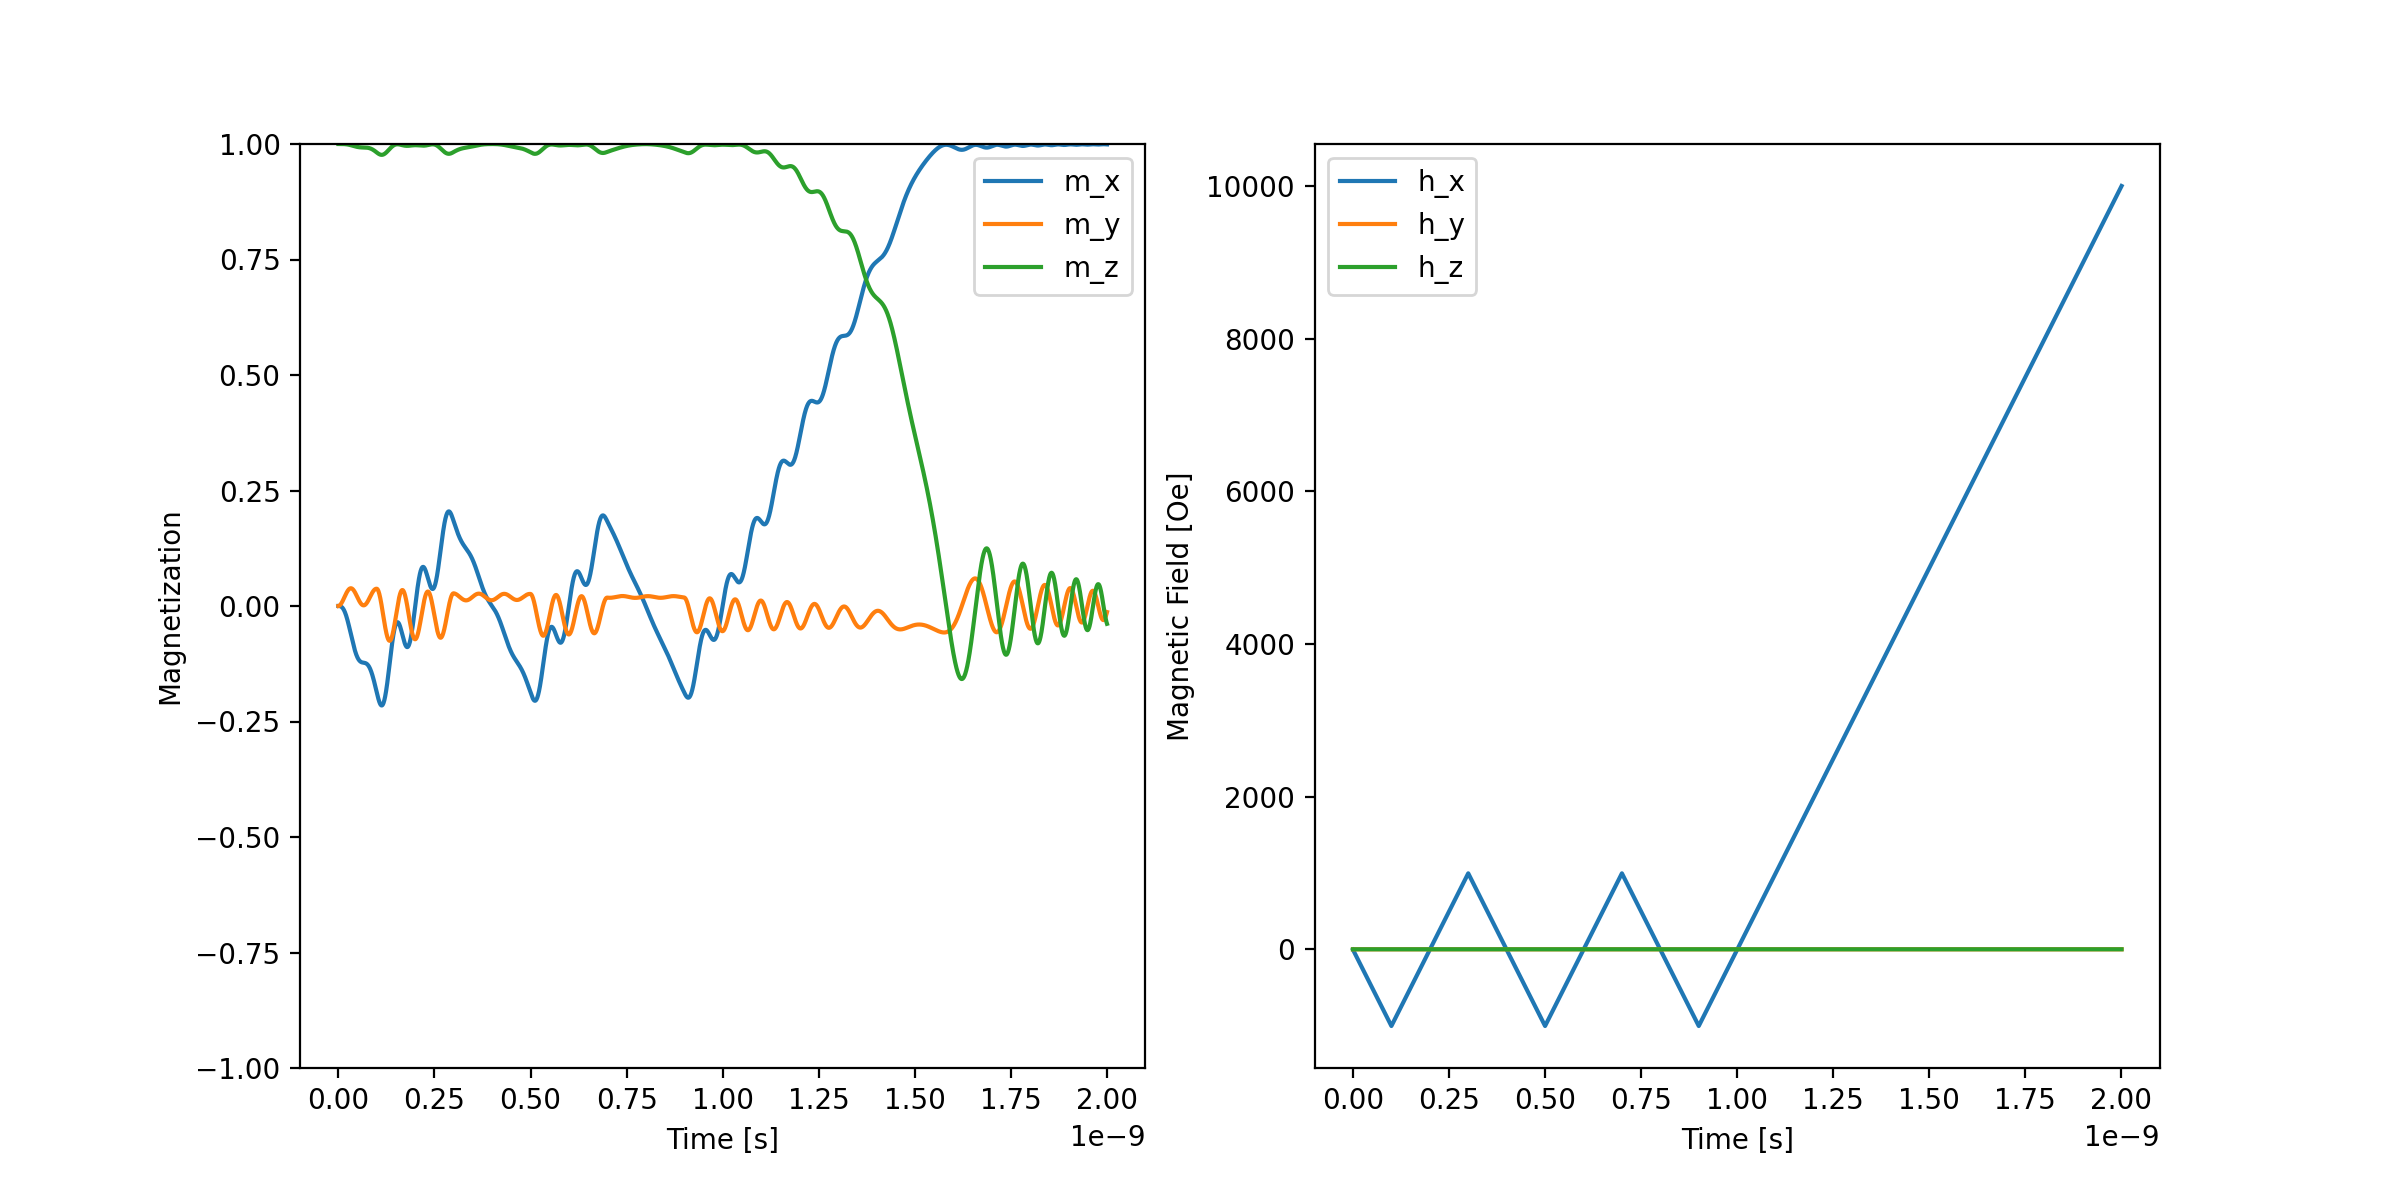 1.00
0.75
0.50
0.25
0.00
−0.25
−0.50
−0.75
−1.00
Magnetization
m_x
m_y
m_z
0.00 0.25 0.50 0.75 1.00 1.25 1.50 1.75 2.00
Time [s]
1e−9
10000
8000
6000
4000
2000
0
Magnetic Field [Oe]
h_x
h_y
h_z
0.00 0.25 0.50 0.75 1.00 1.25 1.50 1.75 2.00
Time [s]
1e−9